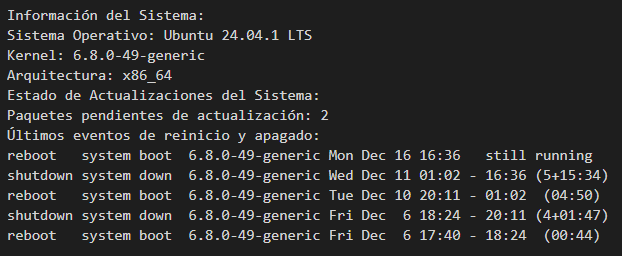 Información del Sistema:
Sistema Operativo: Ubuntu 24.04.1 LTS
Kernel: 6.8.0-49-generic
Arquitectura: x86_64
Estado de Actualizaciones del Sistema:
Paquetes pendientes de actualización: 2
Últimos eventos de reinicio y apagado:
reboot   system boot  6.8.0-49-generic Mon Dec 16 16:36   still running
shutdown system down  6.8.0-49-generic Wed Dec 11 01:02 - 16:36 (5+15:34)
reboot   system boot  6.8.0-49-generic Tue Dec 10 20:11 - 01:02  (04:50)
shutdown system down  6.8.0-49-generic Fri Dec  6 18:24 - 20:11 (4+01:47)
reboot   system boot  6.8.0-49-generic Fri Dec  6 17:40 - 18:24  (00:44)